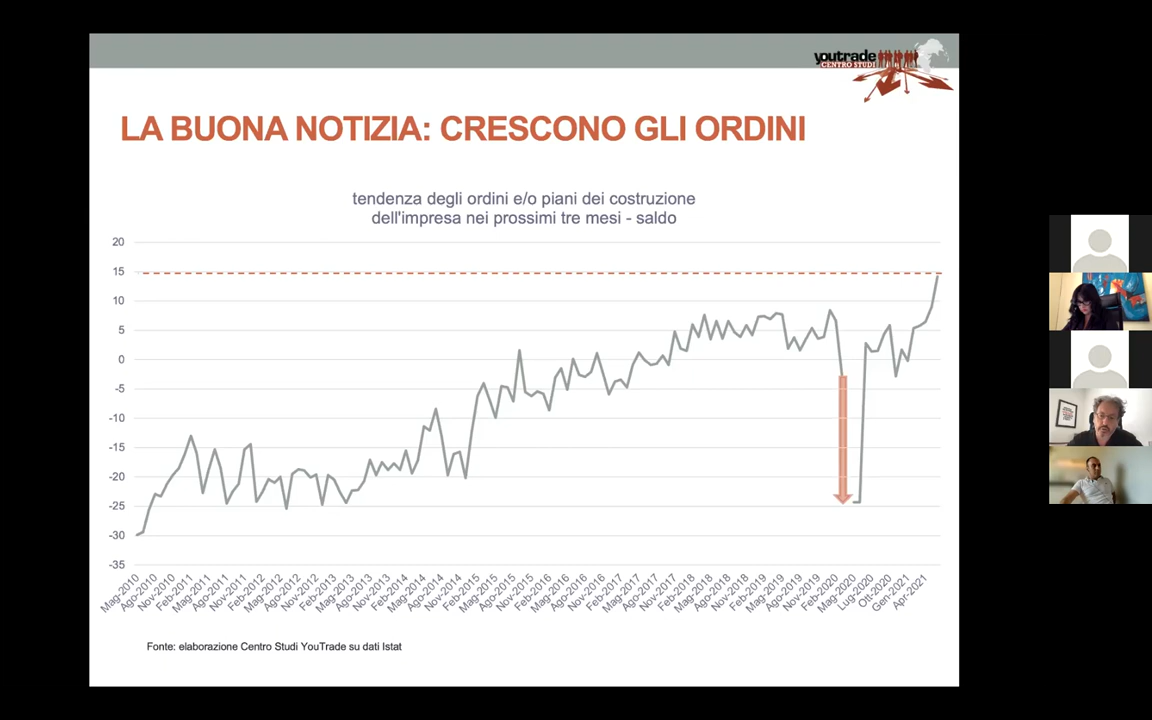 youtrade
CENTRO STUDI
LA BUONA NOTIZIA: CRESCONO GLI ORDINI
tendenza degli ordini e/o piani dei costruzione
dell'impresa nei prossimi tre mesi - saldo
20
15
10
5
0
-5
-10
-15
-20
-25
-30
-35
Mag-2010
Ago-2010
Nov-2010
Feb-2011
Mag-2011
Ago-2011
Nov-2011
Feb-2012
Mag-2012
Ago-2012
Nov-2012
Feb-2013
Mag-2013
Ago-2013
Nov-2013
Feb-2014
Mag-2014
Ago-2014
Nov-2014
Feb-2015
Mag-2015
Ago-2015
Nov-2015
Feb-2016
Mag-2016
Ago-2016
Nov-2016
Feb-2017
Mag-2017
Ago-2017
Nov-2017
Feb-2018
Mag-2018
Ago-2018
Nov-2018
Feb-2019
Mag-2019
Ago-2019
Nov-2019
Feb-2020
Mag-2020
Lug-2020
Ott-2020
Gen-2021
Apr-2021
Fonte: elaborazione Centro Studi YouTrade su dati Istat